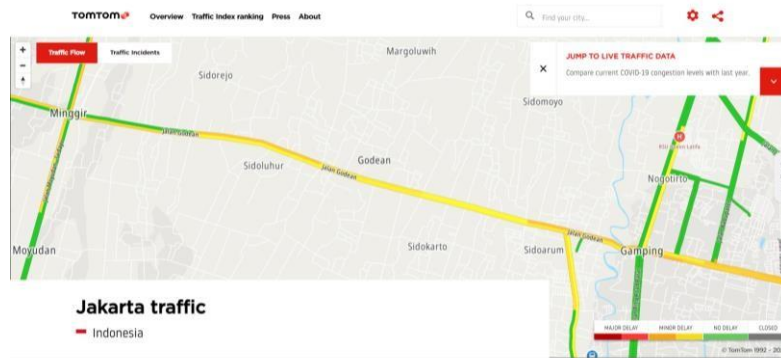 TOMTOM
Overview
Traffic Index ranking
Press
About
Find your city...
Traffic Flow
Traffic Incidents
JUMP TO LIVE TRAFFIC DATA
Compare current COVID-19 congestion levels with last year.
Margoluwih
Sidorejo
Sidomoyo
Minggir
Jalan Godean
Sidoluhur
Godean
Jalan Godean
Nogotirto
Moyudan
Sidokarto
Sidoarum
Jalan Godean
Gamping
Jakarta traffic
Indonesia
MAJOR DELAY
MINOR DELAY
NO DELAY
CLOSED
© TomTom 1992 - 20